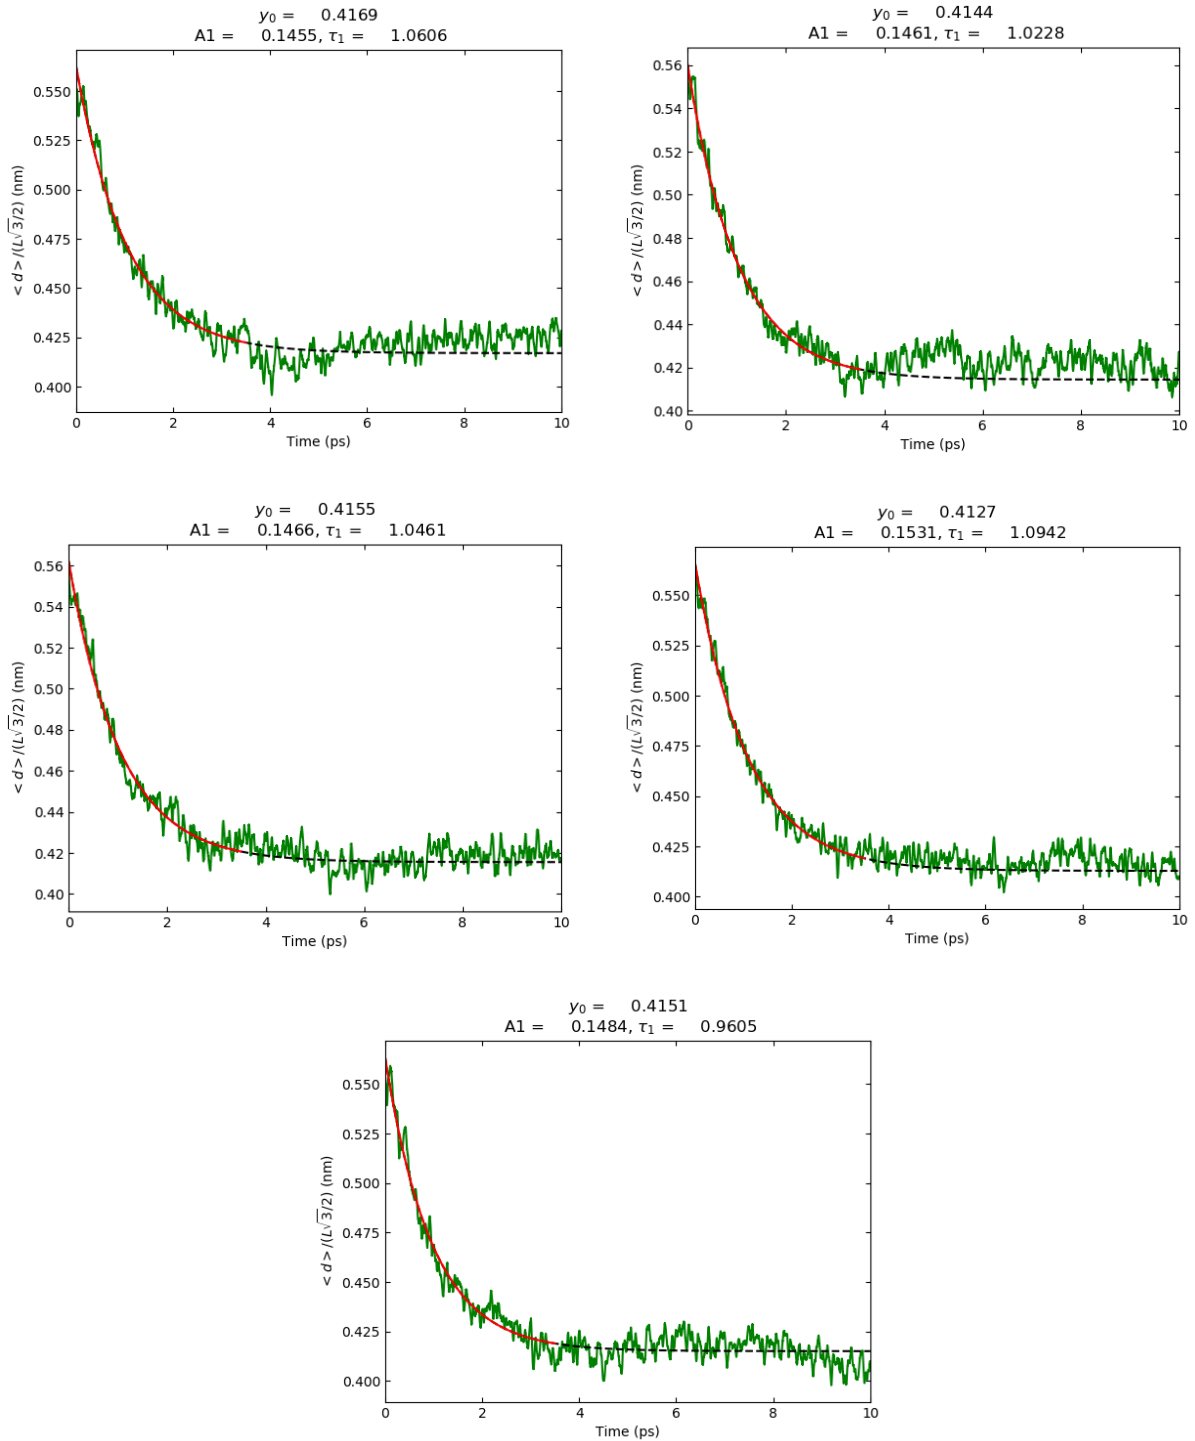 y₀ = 0.4169
A1 = 0.1455, τ₁ = 1.0606
0.550
0.525
0.500
0.475
0.450
0.425
0.400
< d > /(L√3/2) (nm)
0 2 4 6 8 10
Time (ps)
y₀ = 0.4144
A1 = 0.1461, τ₁ = 1.0228
0.56
0.54
0.52
0.50
0.48
0.46
0.44
0.42
0.40
< d > /(L√3/2) (nm)
0 2 4 6 8 10
Time (ps)
y₀ = 0.4155
A1 = 0.1466, τ₁ = 1.0461
0.56
0.54
0.52
0.50
0.48
0.46
0.44
0.42
0.40
< d > /(L√3/2) (nm)
0 2 4 6 8 10
Time (ps)
y₀ = 0.4127
A1 = 0.1531, τ₁ = 1.0942
0.550
0.525
0.500
0.475
0.450
0.425
0.400
< d > /(L√3/2) (nm)
0 2 4 6 8 10
Time (ps)
y₀ = 0.4151
A1 = 0.1484, τ₁ = 0.9605
0.550
0.525
0.500
0.475
0.450
0.425
0.400
< d > /(L√3/2) (nm)
0 2 4 6 8 10
Time (ps)